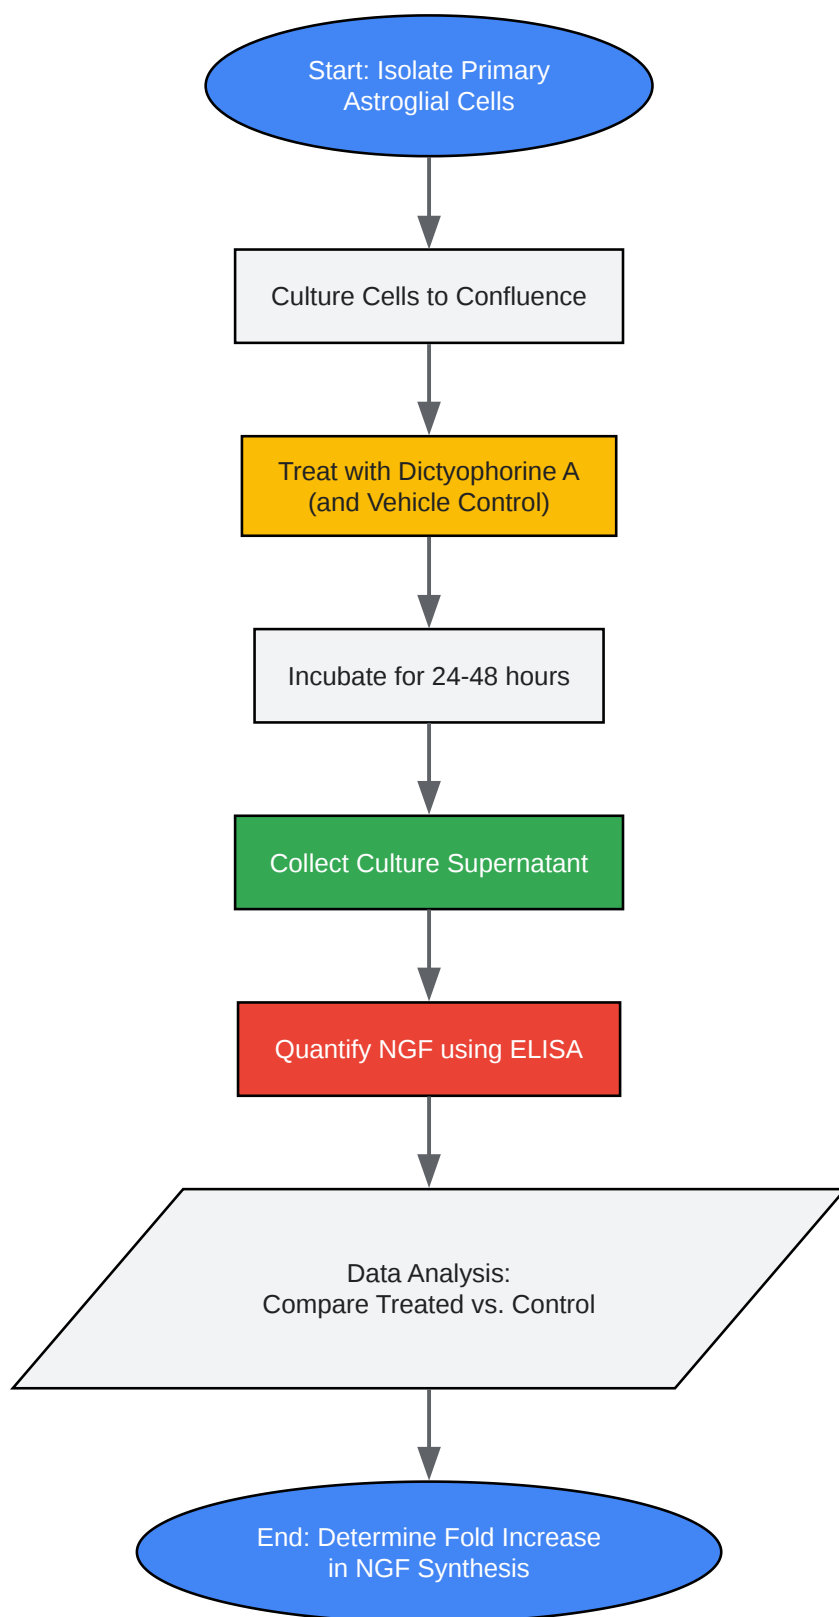 Start: Isolate Primary
Astroglial Cells
Culture Cells to Confluence
Treat with Dictyophorine A
(and Vehicle Control)
Incubate for 24-48 hours
Collect Culture Supernatant
Quantify NGF using ELISA
Data Analysis:
Compare Treated vs. Control
End: Determine Fold Increase
in NGF Synthesis